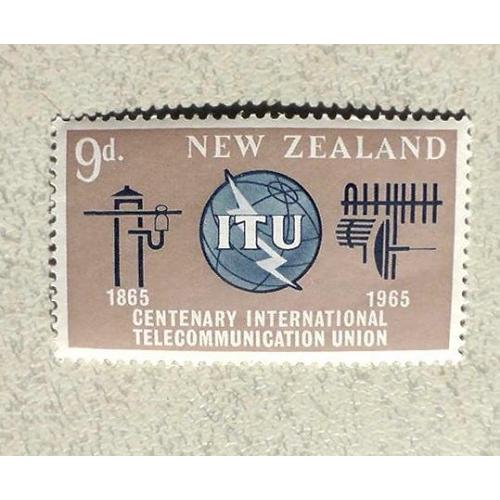 9d. NEW ZEALAND
ITU
1865 1965
CENTENARY INTERNATIONAL
TELECOMMUNICATION UNION